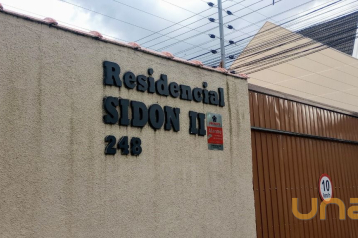 Residencial
SIDON II
248
10
una